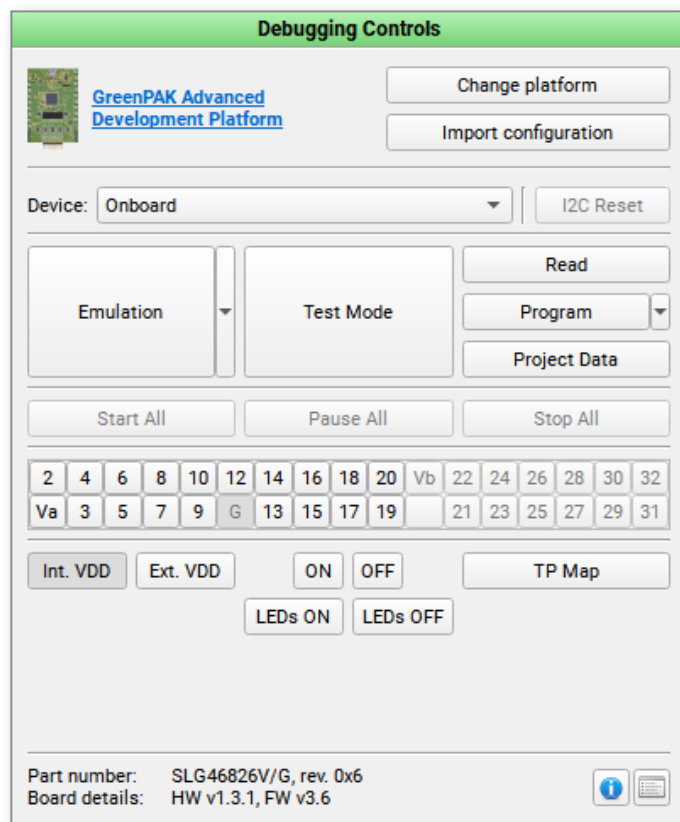 Debugging Controls
GreenPAK Advanced
Development Platform
Change platform
Import configuration
Device: Onboard I2C Reset
Emulation Test Mode
Read
Program
Project Data
Start All Pause All Stop All
2 4 6 8 10 12 14 16 18 20 Vb 22 24 26 28 30 32
Va 3 5 7 9 G 13 15 17 19 21 23 25 27 29 31
Int. VDD Ext. VDD ON OFF TP Map
LEDs ON LEDs OFF
Part number: SLG46826V/G, rev. 0x6
Board details: HW v1.3.1, FW v3.6